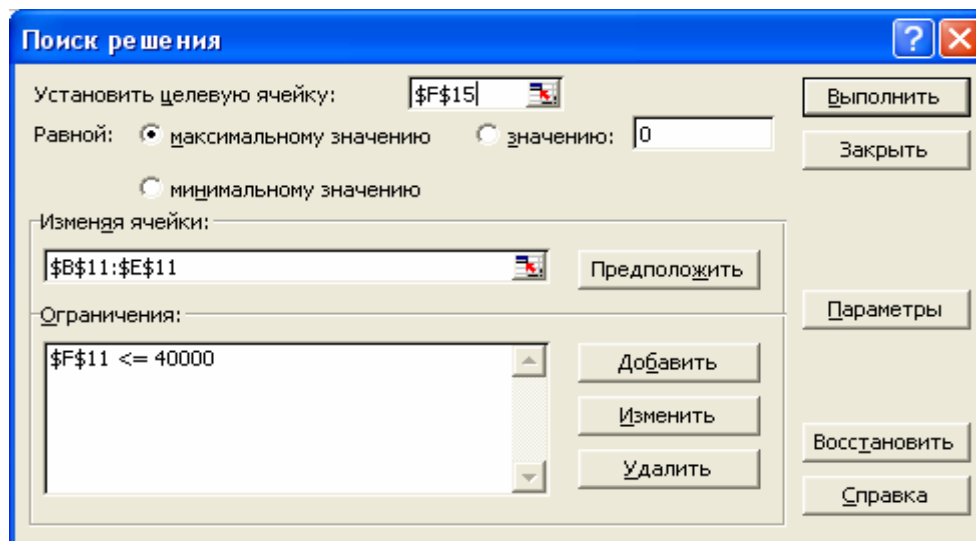 Поиск решения
Установить целевую ячейку: $F$15
Выполнить
Равной: максимальному значению значению: 0
Закрыть
минимальному значению
Изменяя ячейки:
$B$11:$E$11 Предположить
Ограничения:
Параметры
$F$11 <= 40000
Добавить
Изменить
Восстановить
Удалить
Справка